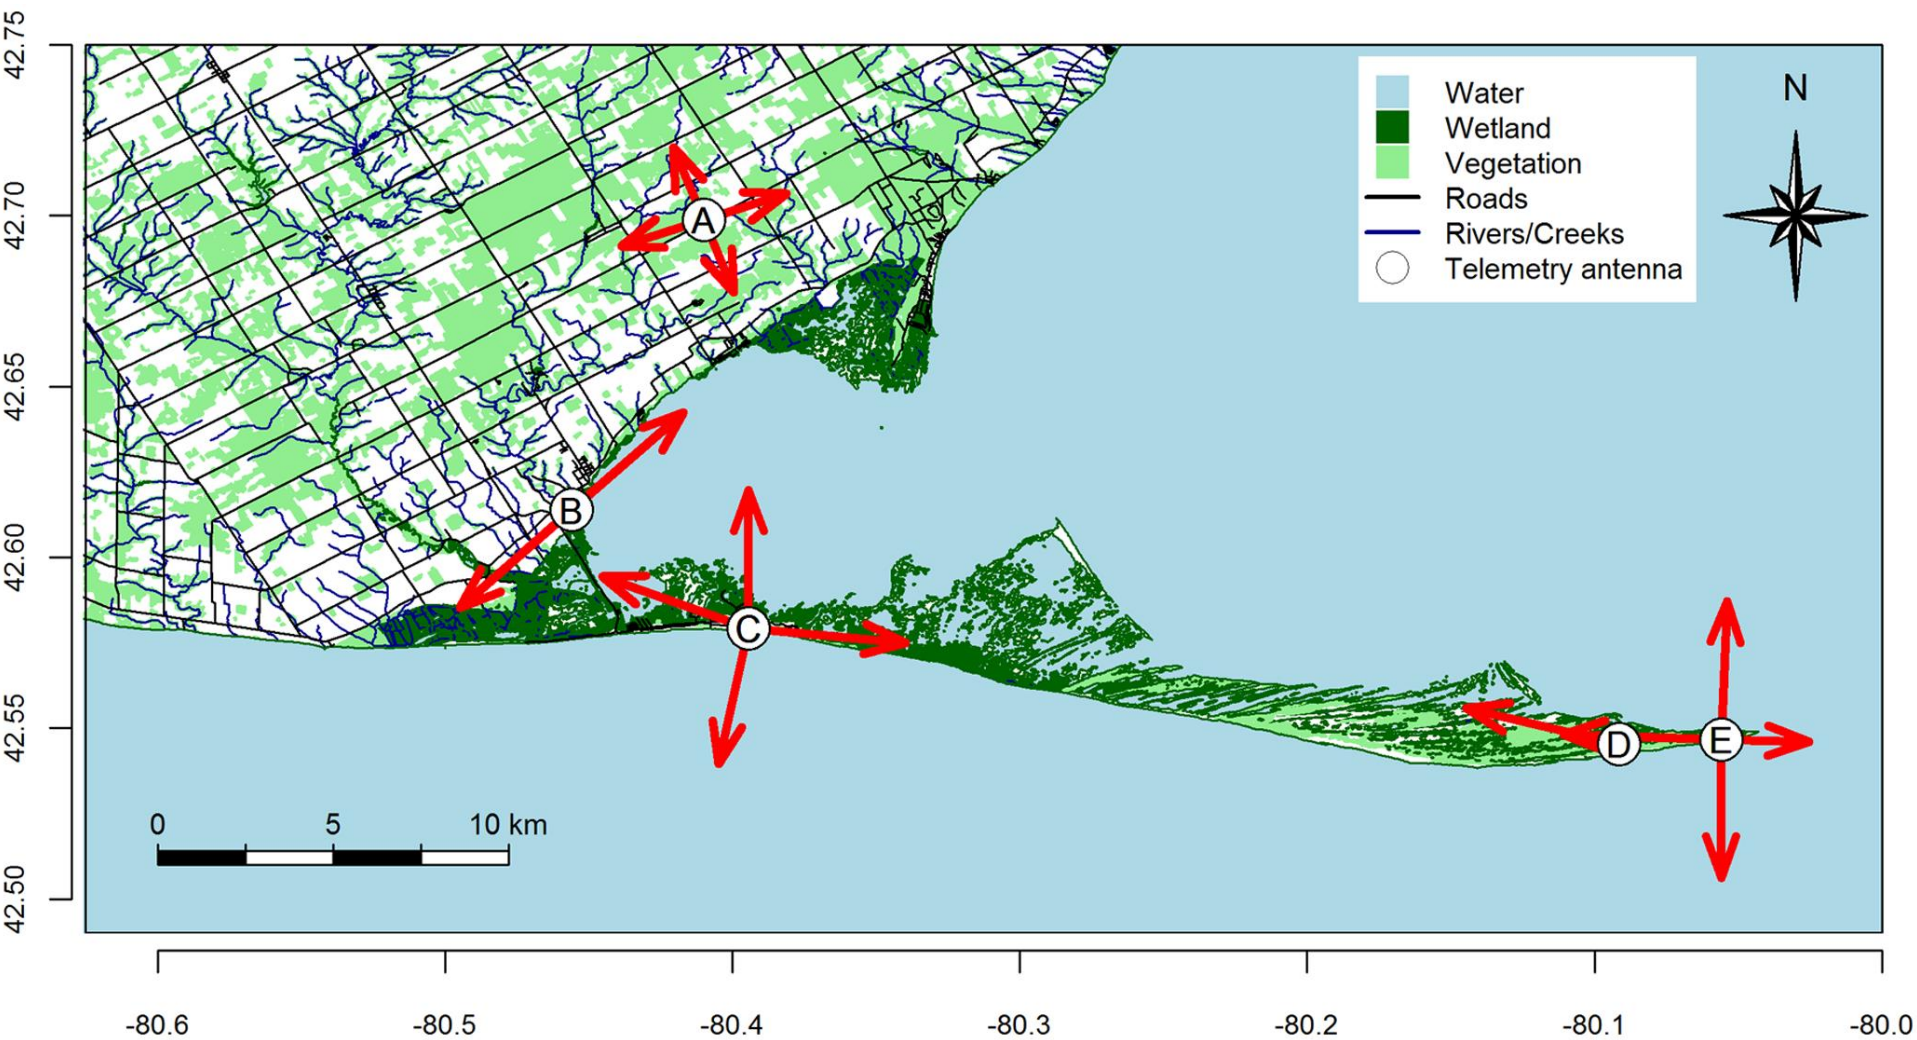 42.75
42.70
42.65
42.60
42.55
42.50
Water
Wetland
Vegetation
Roads
Rivers/Creeks
Telemetry antenna
N
A
B
C
D
E
0 5 10 km
-80.6 -80.5 -80.4 -80.3 -80.2 -80.1 -80.0